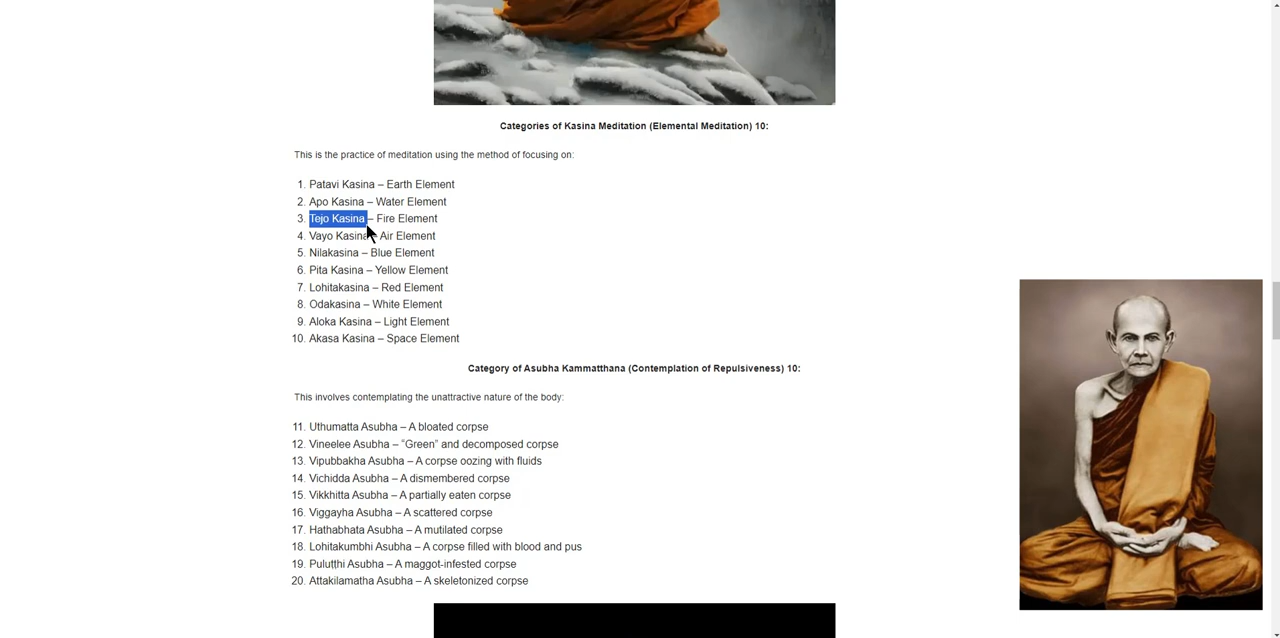 Categories of Kasina Meditation (Elemental Meditation) 10:
This is the practice of meditation using the method of focusing on:
1. Patavi Kasina – Earth Element
2. Apo Kasina – Water Element
3. Tejo Kasina – Fire Element
4. Vayo Kasina – Air Element
5. Nilakasina – Blue Element
6. Pita Kasina – Yellow Element
7. Lohitakasina – Red Element
8. Odakasina – White Element
9. Aloka Kasina – Light Element
10. Akasa Kasina – Space Element
Category of Asubha Kammatthana (Contemplation of Repulsiveness) 10:
This involves contemplating the unattractive nature of the body:
11. Uthumatta Asubha – A bloated corpse
12. Vineelee Asubha – “Green” and decomposed corpse
13. Vipubbakha Asubha – A corpse oozing with fluids
14. Vichidda Asubha – A dismembered corpse
15. Vikkhitta Asubha – A partially eaten corpse
16. Viggayha Asubha – A scattered corpse
17. Hathabhata Asubha – A mutilated corpse
18. Lohitakumbhi Asubha – A corpse filled with blood and pus
19. Puluṭṭhi Asubha – A maggot-infested corpse
20. Attakilamatha Asubha – A skeletonized corpse